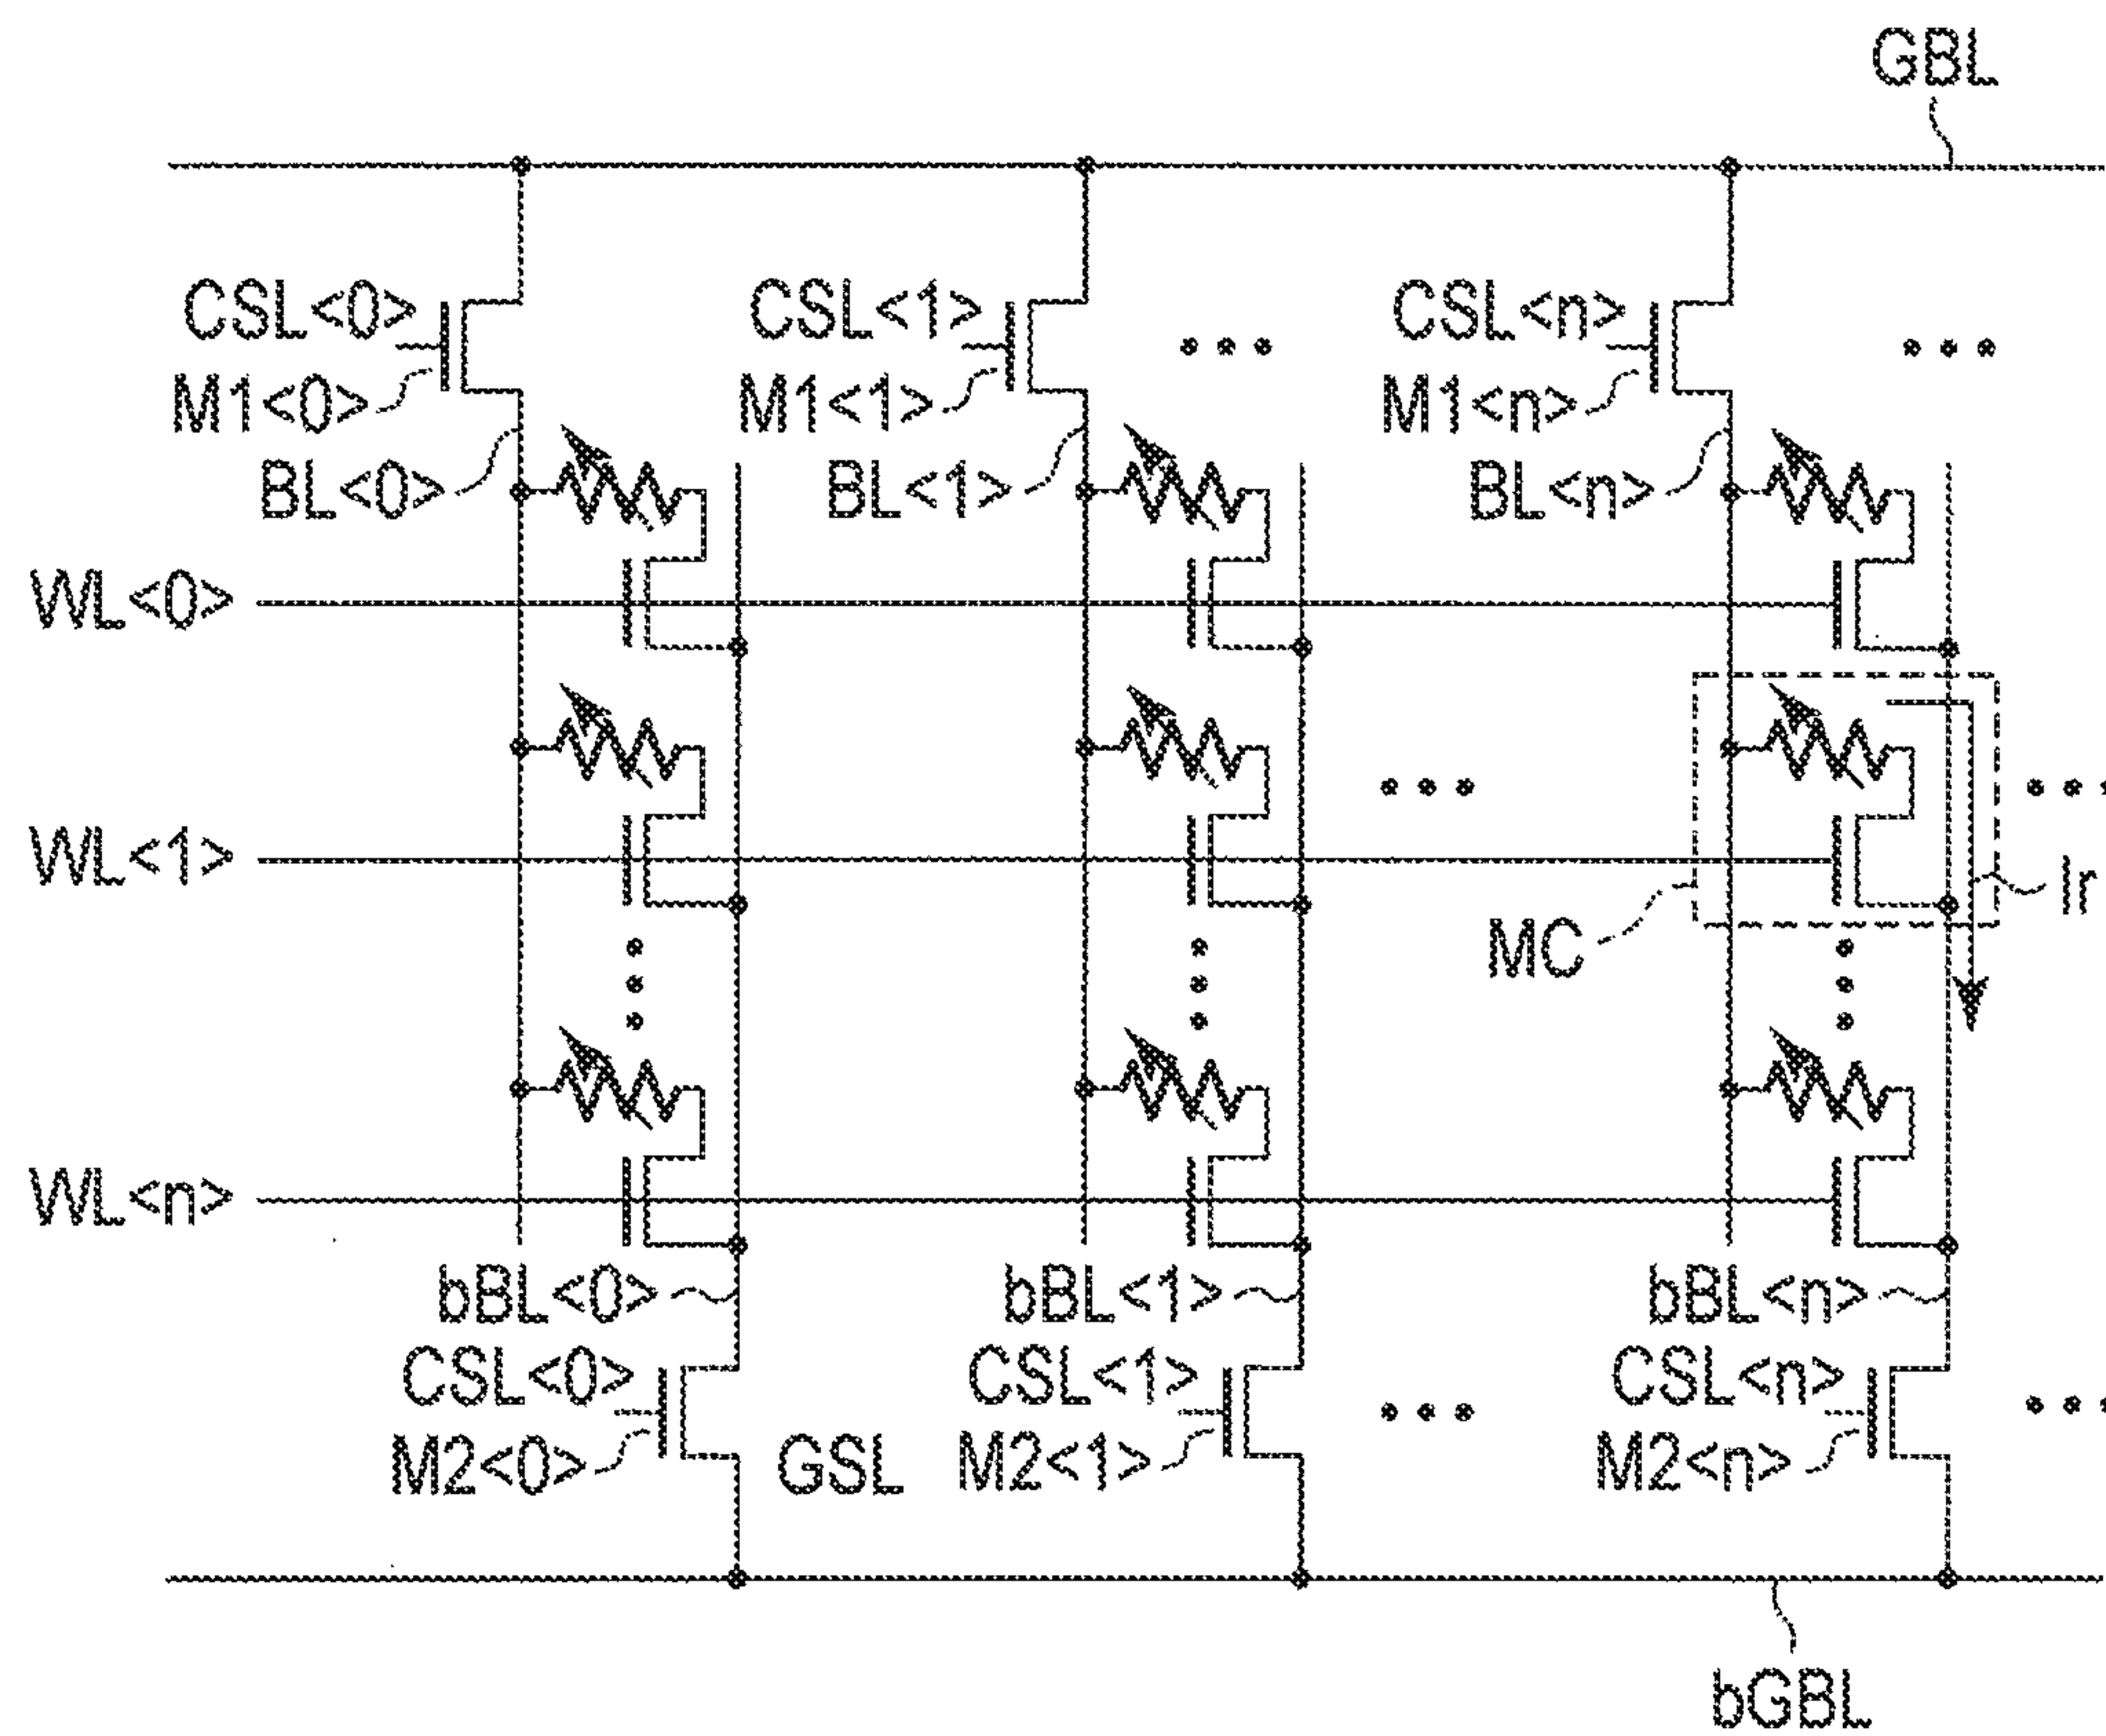 GBL
CSL<0> CSL<1> CSL<n>
M1<0> M1<1> M1<n>
BL<0> BL<1> BL<n>
WL<0>
WL<1>
Ir
MC
WL<n>
bBL<0> bBL<1> bBL<n>
CSL<0> CSL<1> CSL<n>
M2<0> GSL M2<1> M2<n>
bGBL